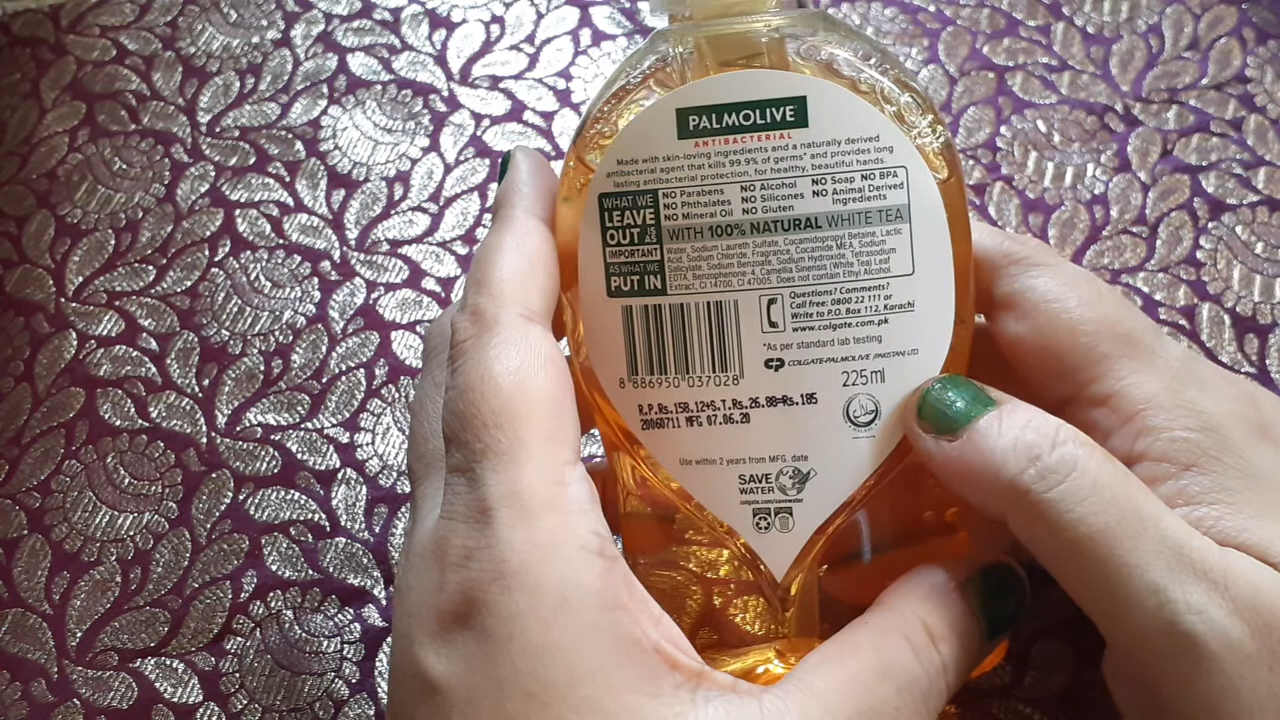 PALMOLIVE
ANTIBACTERIAL
Made with skin-loving ingredients and a naturally derived
antibacterial agent that kills 99.9% of germs* and provides long
lasting antibacterial protection, for healthy, beautiful hands.
WHAT WE
LEAVE
OUT IS AS
IMPORTANT
AS WHAT WE
PUT IN
NO Parabens NO Alcohol NO Soap NO BPA
NO Phthalates NO Silicones NO Animal Derived
NO Mineral Oil NO Gluten Ingredients
WITH 100% NATURAL WHITE TEA
Water, Sodium Laureth Sulfate, Cocamidopropyl Betaine, Lactic
Acid, Sodium Chloride, Fragrance, Cocamide MEA, Sodium
Salicylate, Sodium Benzoate, Sodium Hydroxide, Tetrasodium
EDTA, Benzophenone-4, Camellia Sinensis (White Tea) Leaf
Extract, CI 14700, CI 47005. Does not contain Ethyl Alcohol.
Questions? Comments?
Call free: 0800 22 111 or
Write to P.O. Box 112, Karachi
www.colgate.com.pk
*As per standard lab testing
CP COLGATE-PALMOLIVE (PAKISTAN) LTD.
8 886950 037028
225ml
R.P.Rs.158.12+S.T.Rs.26.88=Rs.185
20060711 MFG 07.06.20
حلال
HALAL
Use within 2 years from MFG. date
SAVE
WATER
colgate.com/savewater
Bottle Pump